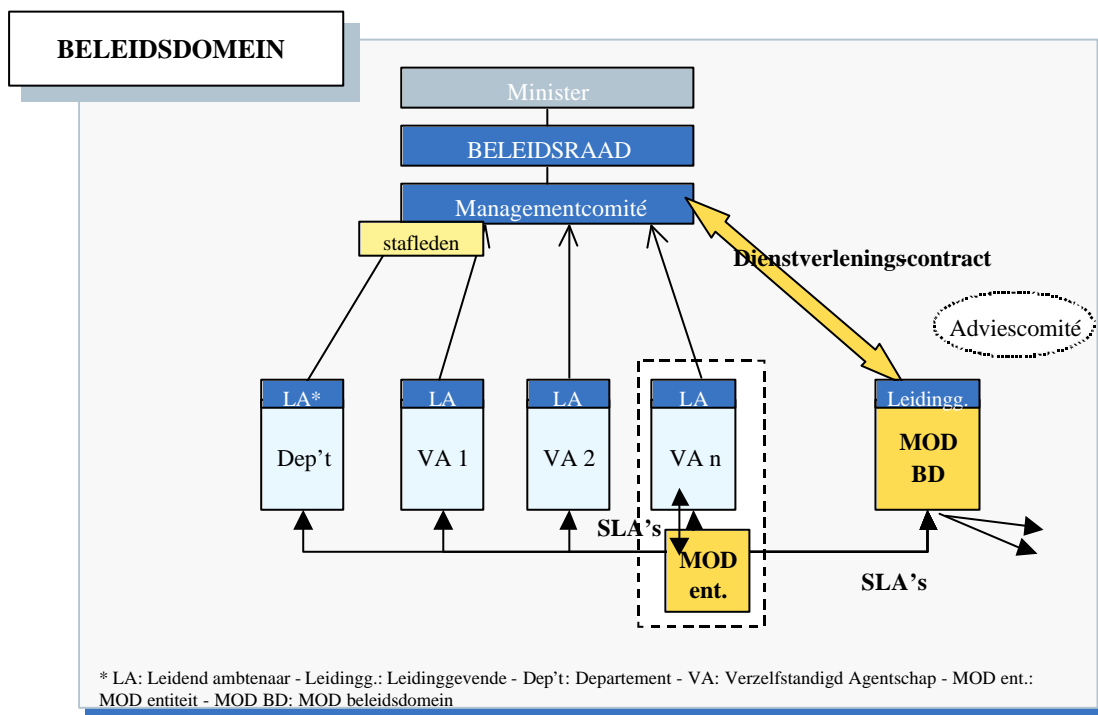 BELEIDSDOMEIN
Minister
BELEIDSRAAD
Managementcomité
stafleden
Dienstverlenings-contract
Adviescomité
LA*
LA
LA
LA
Leidingg.
Dep't
VA 1
VA 2
VA n
MOD
BD
SLA's
MOD
ent.
SLA's
* LA: Leidend ambtenaar - Leidingg.: Leidinggevende - Dep't: Departement - VA: Verzelfstandigd Agentschap - MOD ent.:
MOD entiteit - MOD BD: MOD beleidsdomein